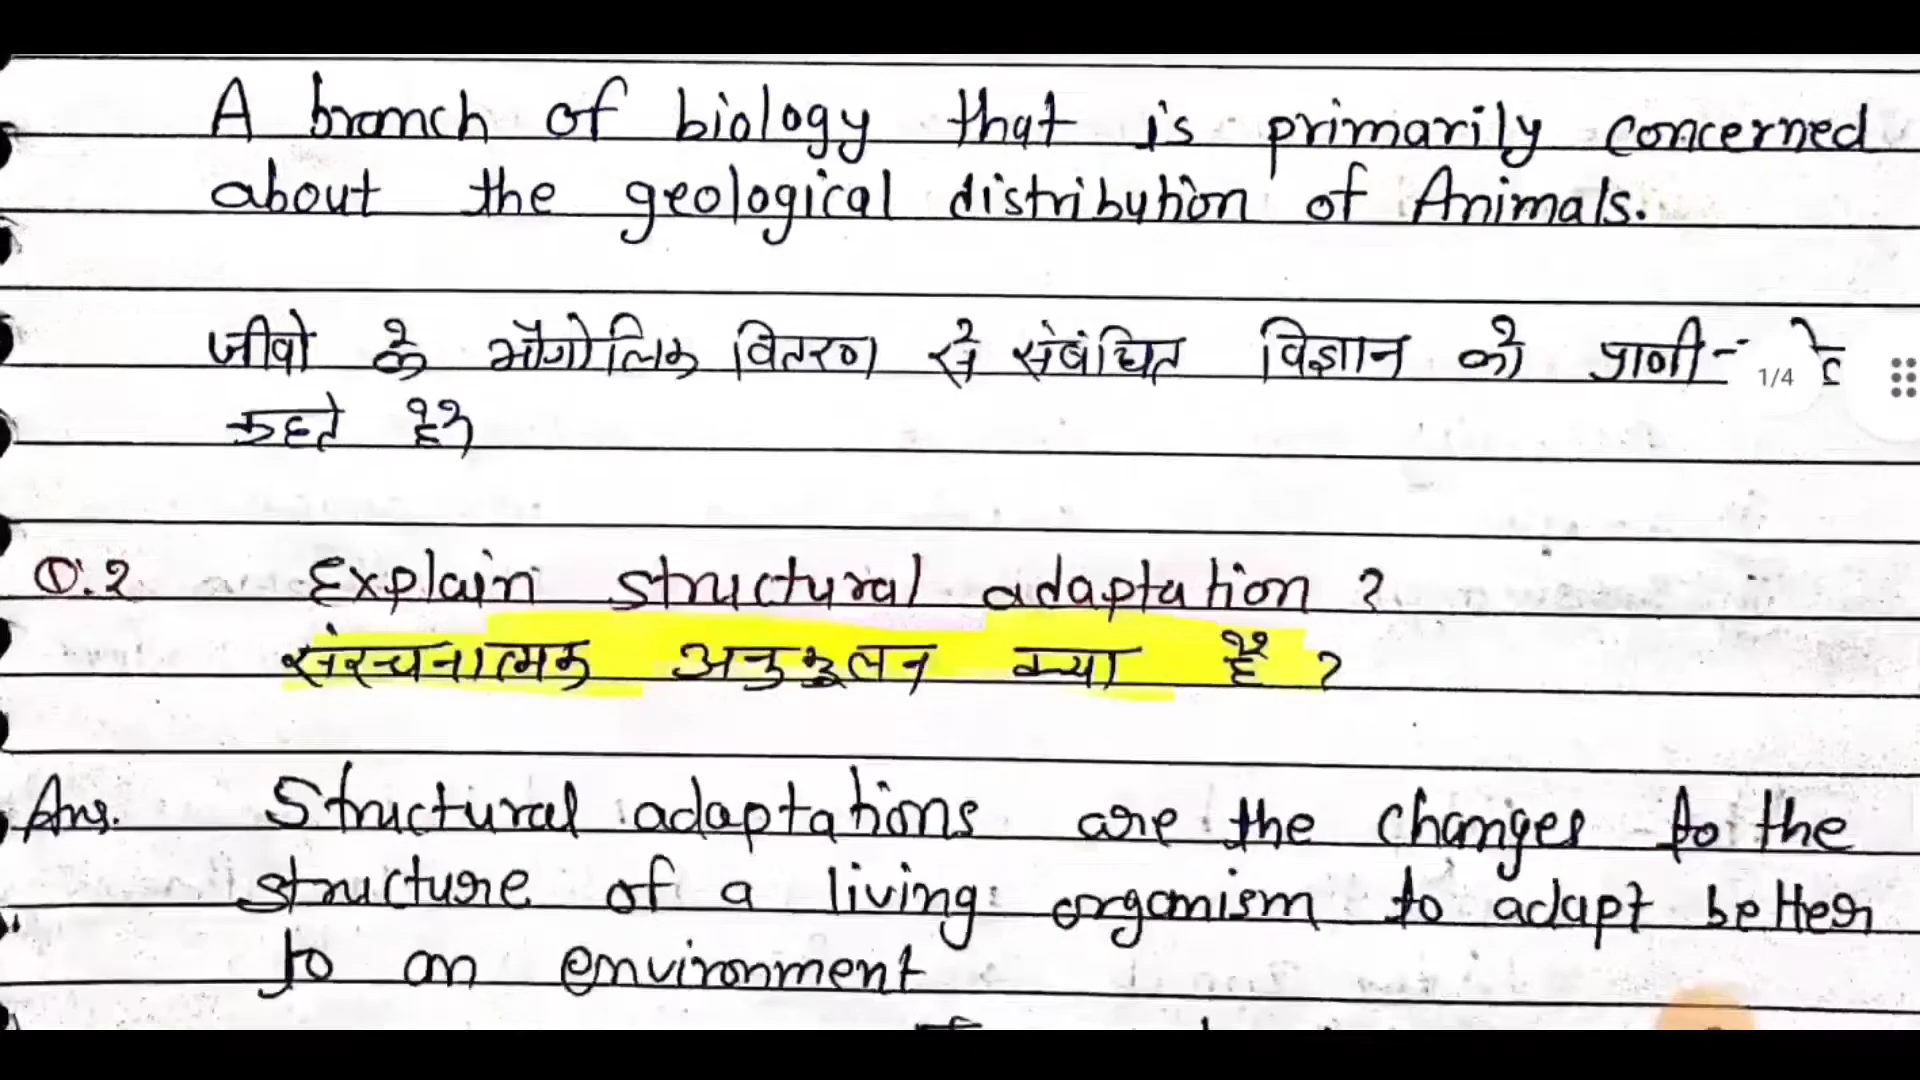 A branch of biology that is primarily concerned
about the geological distribution of Animals.
जीवो के भौगोलिक वितरण से संबंधित विज्ञान को प्राणी-
1/4
कहते है
Q.2 Explain structural adaptation ?
संरचनात्मक अनुकूलन क्या है ?
Ans. Structural adaptations are the changes to the
structure of a living organism to adapt better
to an environment